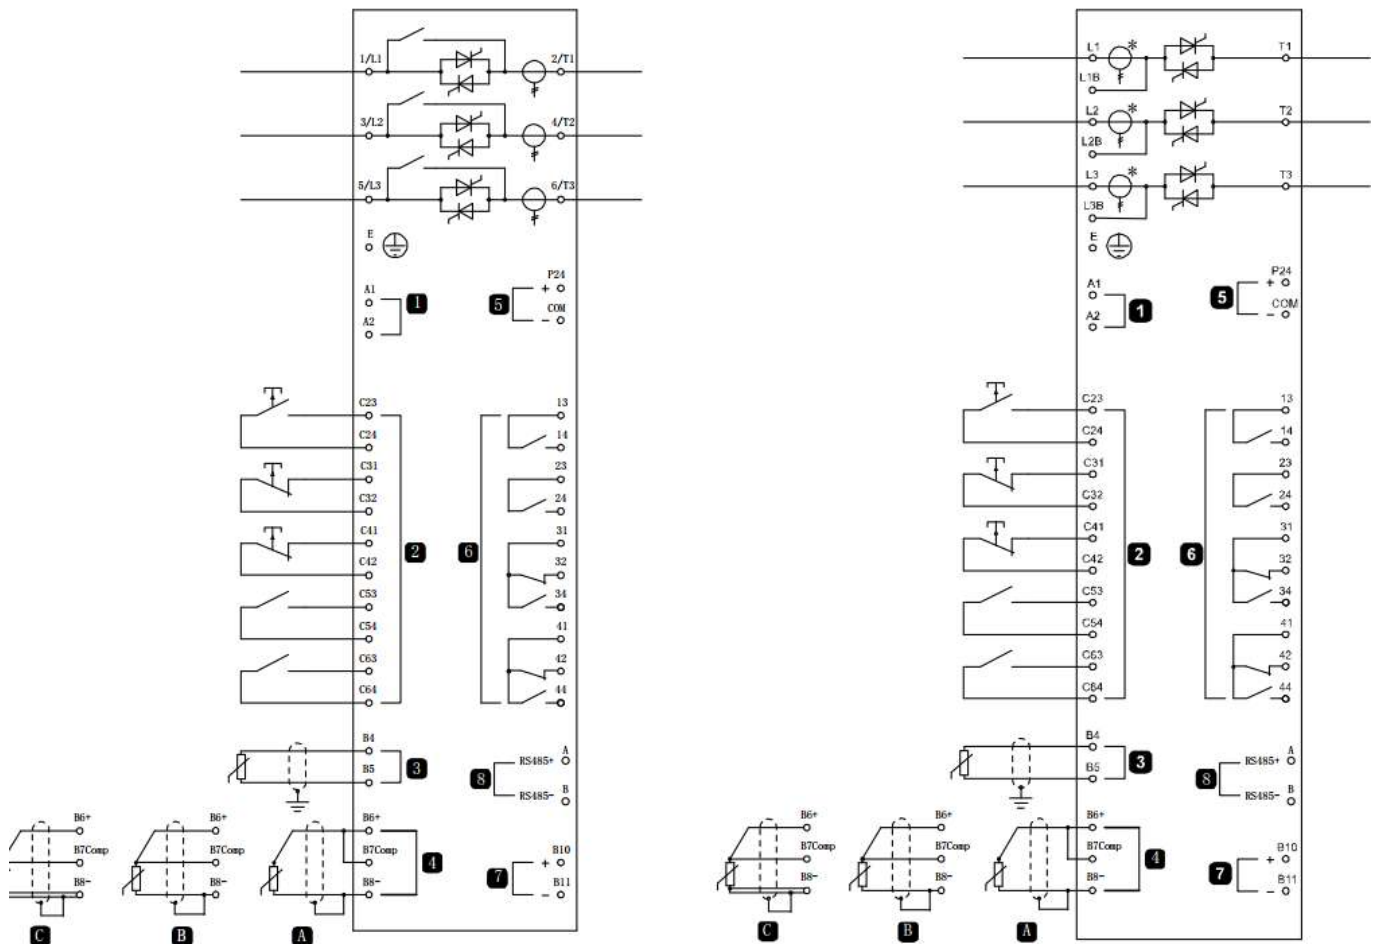 1/L1 2/T1
3/L2 4/T2
5/L3 6/T3
E
A1
A2
1
5
P24
+
COM
-
C23
C24
C31
C32
C41
C42
C53
C54
C63
C64
2
6
13
14
23
24
31
32
34
41
42
44
B4
B5
3
8
RS485+ A
RS485- B
B6+ B6+ B6+
B7Comp B7Comp B7Comp
B8- B8- B8-
4
7
+ B10
- B11
C B A
L1 * T1
L1B
L2 * T2
L2B
L3 * T3
L3B
E
A1
A2
1
5
P24
+
COM
-
C23
C24
C31
C32
C41
C42
C53
C54
C63
C64
2
6
13
14
23
24
31
32
34
41
42
44
B4
B5
3
8
RS485+ A
RS485- B
B6+ B6+ B6+
B7Comp B7Comp B7Comp
B8- B8- B8-
4
7
+ B10
- B11
C B A